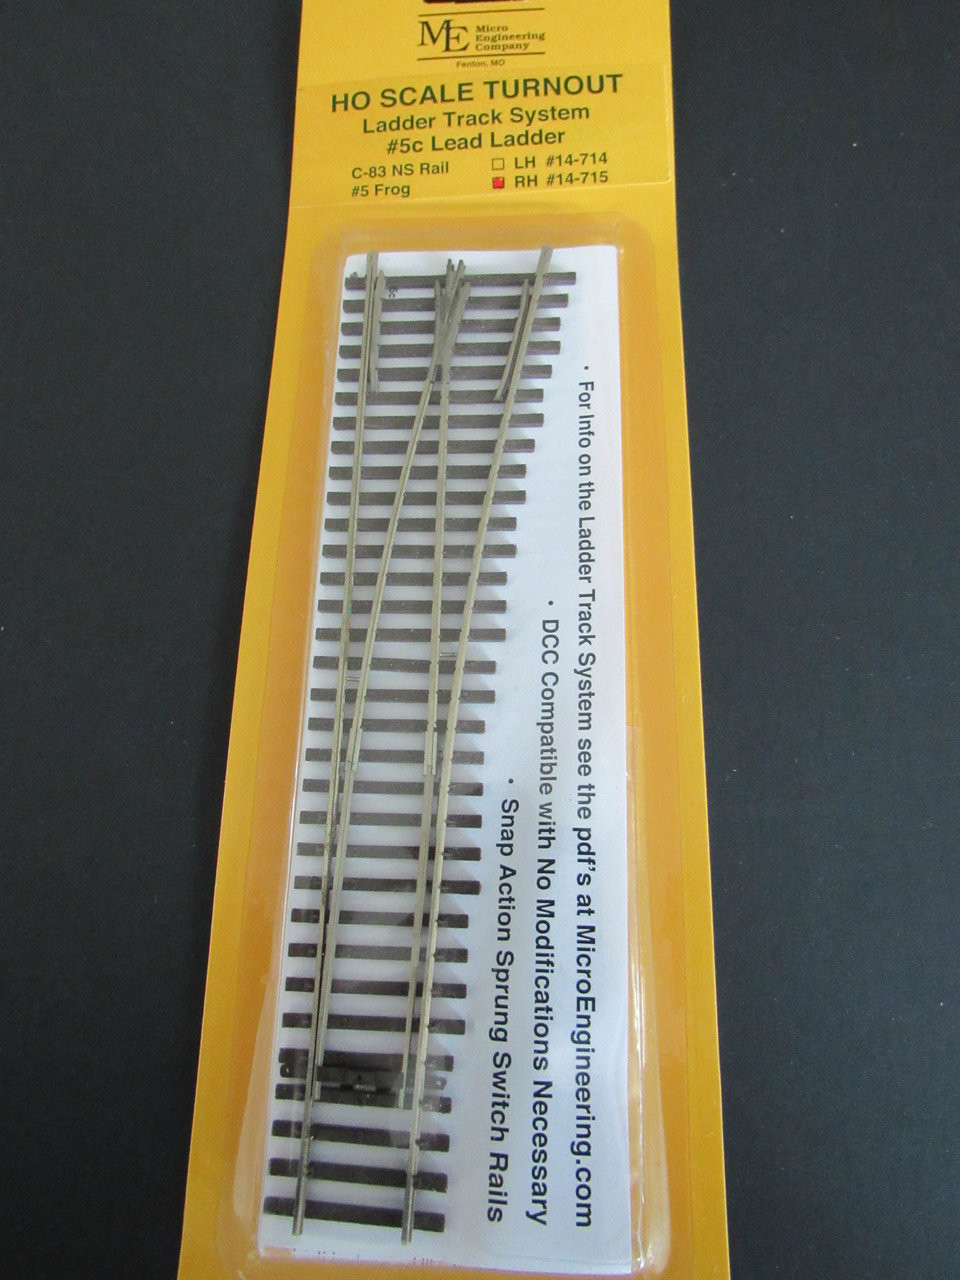 ME Micro
Engineering
Company
Fenton, MO
HO SCALE TURNOUT
Ladder Track System
#5c Lead Ladder
C-83 NS Rail
#5 Frog
LH #14-714
RH #14-715
5c
• For Info on the Ladder Track System see the pdf's at MicroEngineering.com
• DCC Compatible with No Modifications Necessary
• Snap Action Sprung Switch Rails